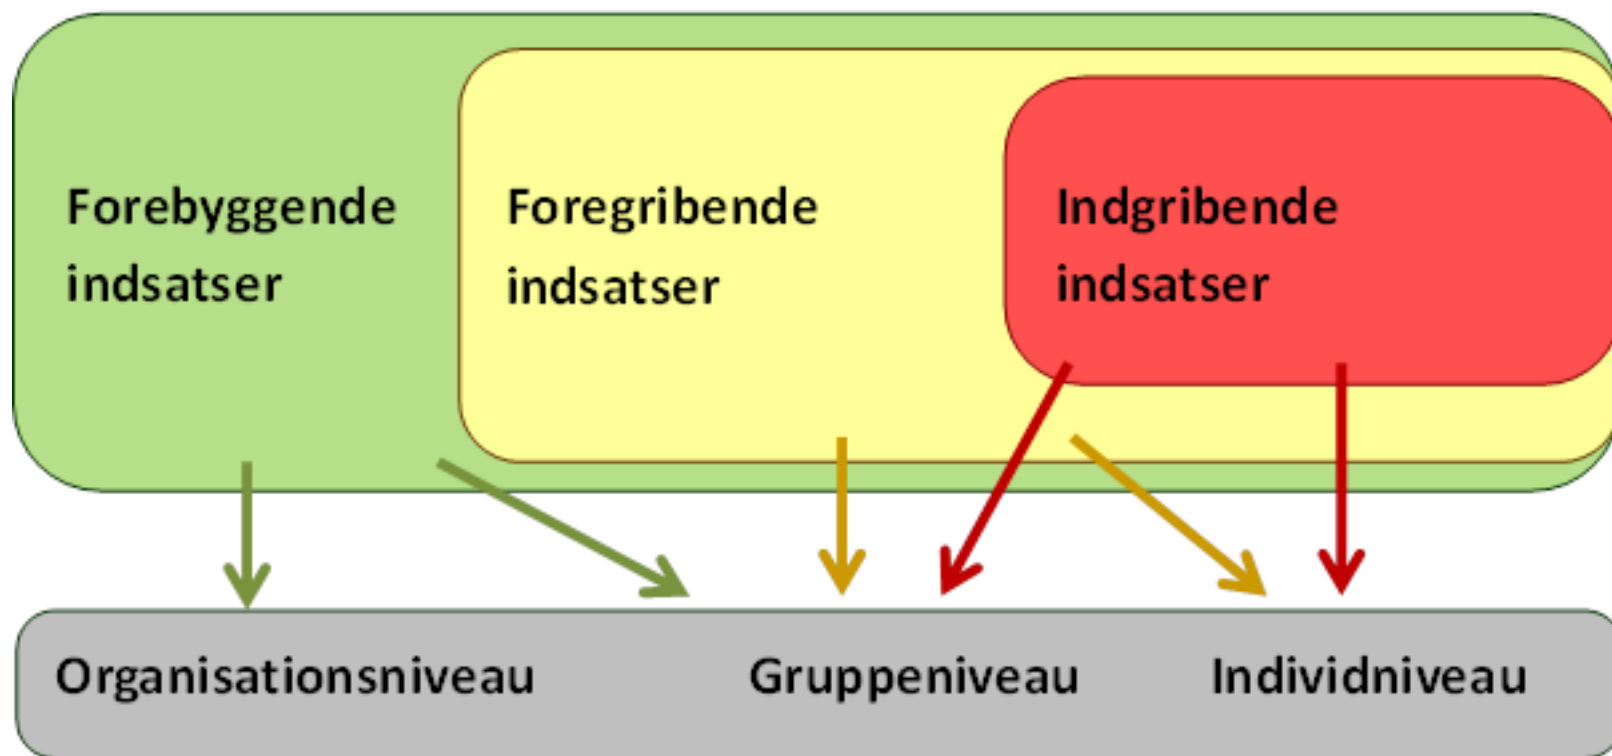 Forebyggende
indsatser
Foregribende
indsatser
Indgribende
indsatser
Organisationsniveau
Gruppeniveau
Individniveau